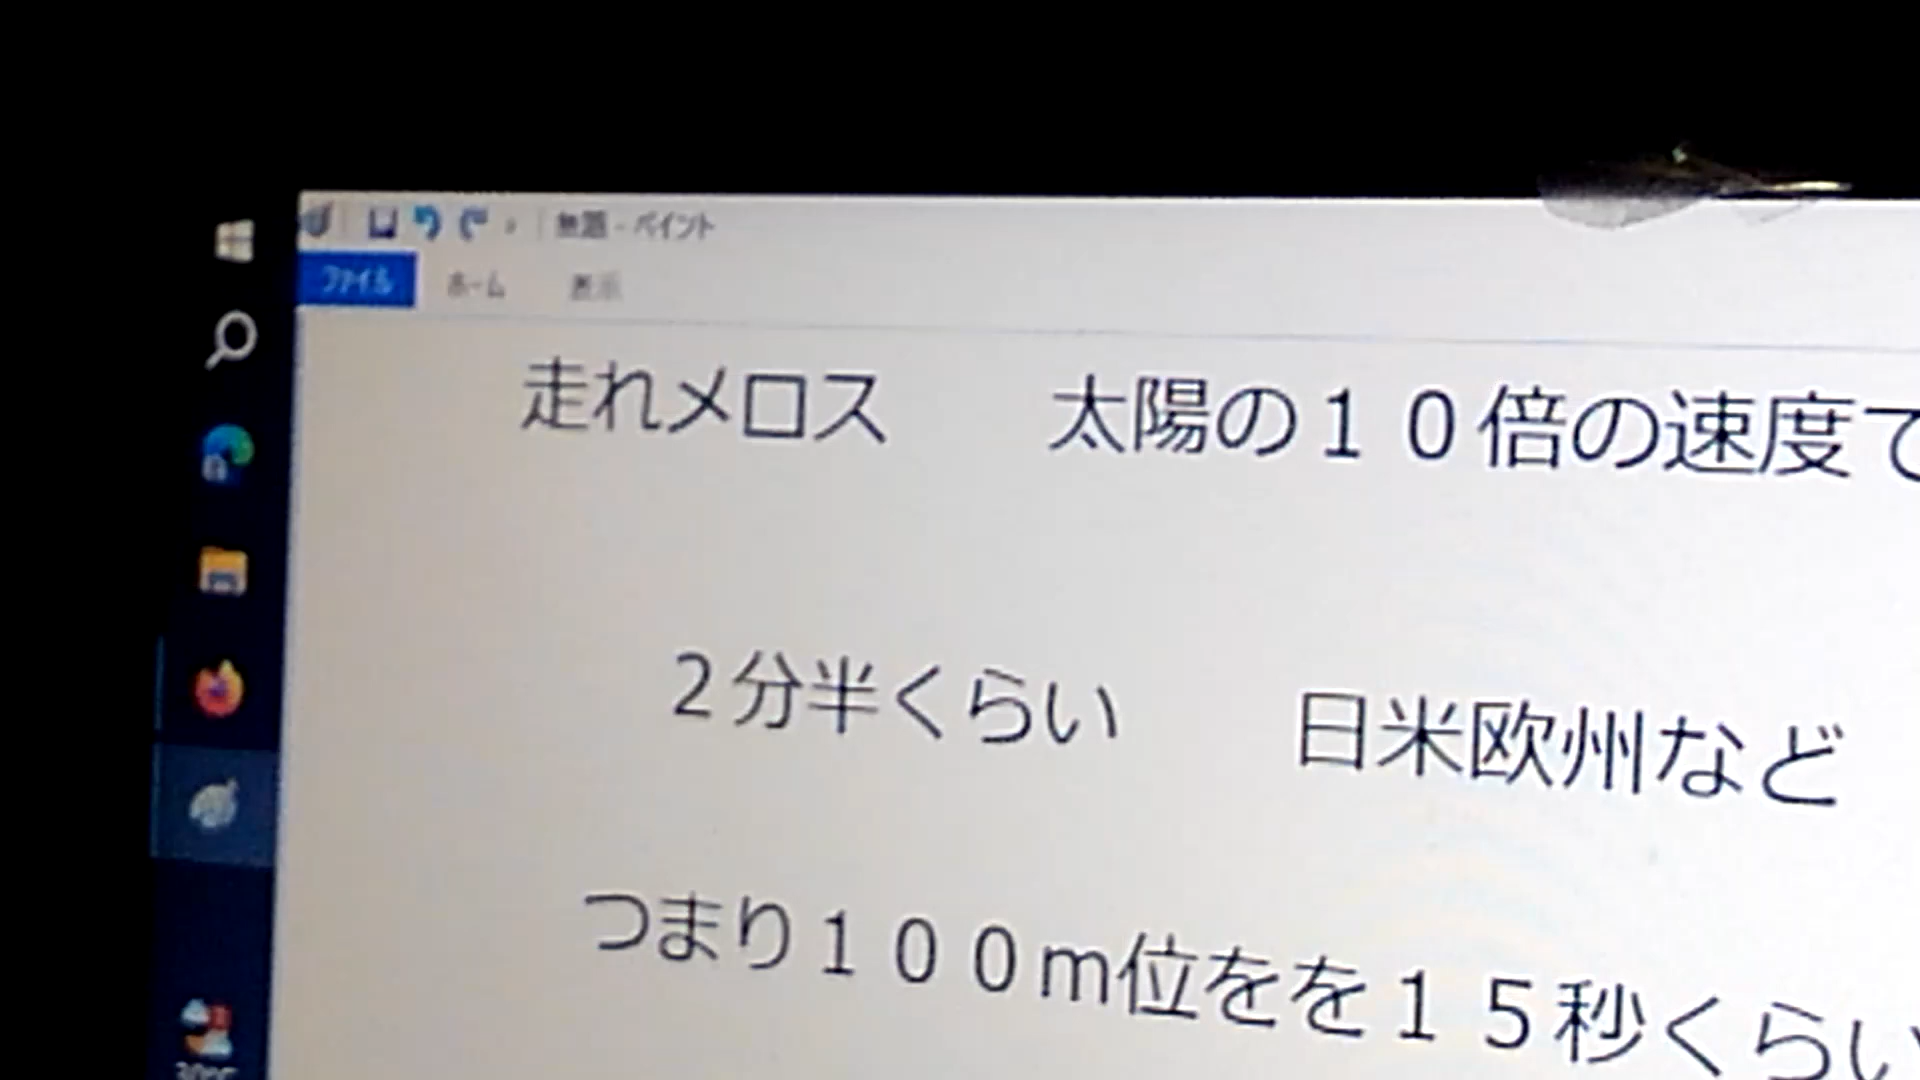 無題 - ペイント
ファイル ホーム 表示
走れメロス 太陽の１０倍の速度で
２分半くらい 日米欧州など
つまり１００ｍ位をを１５秒くらい
30°C